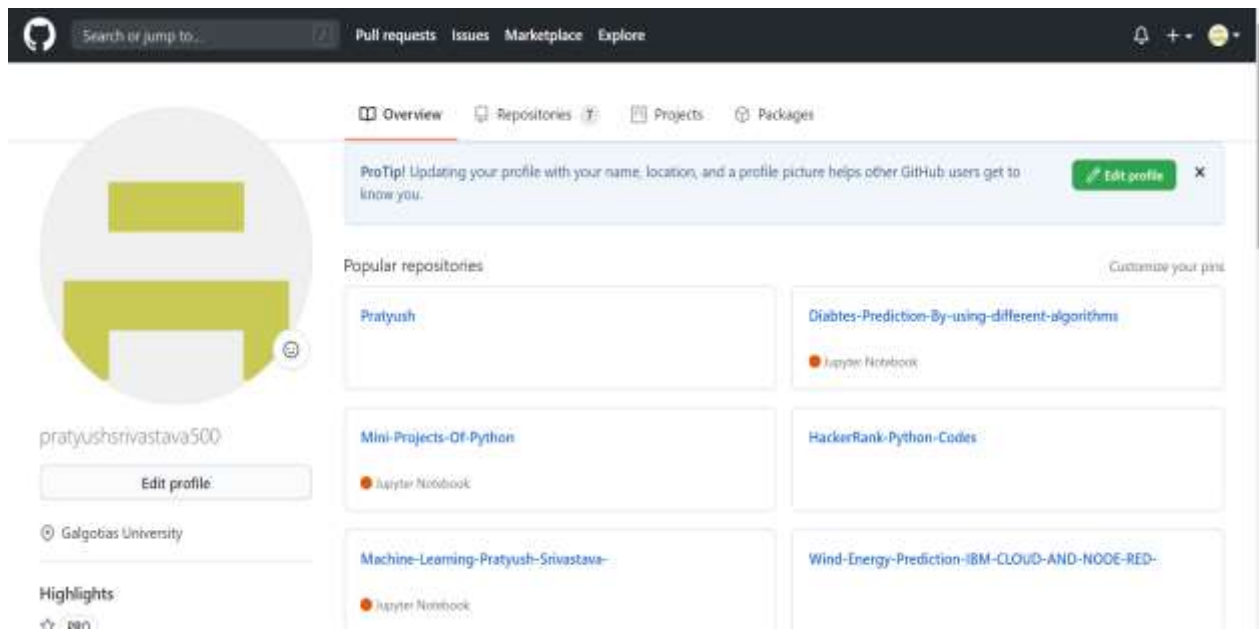 Search or jump to...
/
Pull requests Issues Marketplace Explore
Overview Repositories 7 Projects Packages
ProTip! Updating your profile with your name, location, and a profile picture helps other GitHub users get to
know you.
Edit profile
Popular repositories
Customize your pins
Pratyush
Diabtes-Prediction-By-using-different-algorithms
Jupyter Notebook
pratyushsrivastava500
Mini-Projects-Of-Python
HackerRank-Python-Codes
Edit profile
Jupyter Notebook
Galgotias University
Machine-Learning-Pratyush-Srivastava-
Wind-Energy-Prediction-IBM-CLOUD-AND-NODE-RED-
Highlights
Jupyter Notebook
PRO